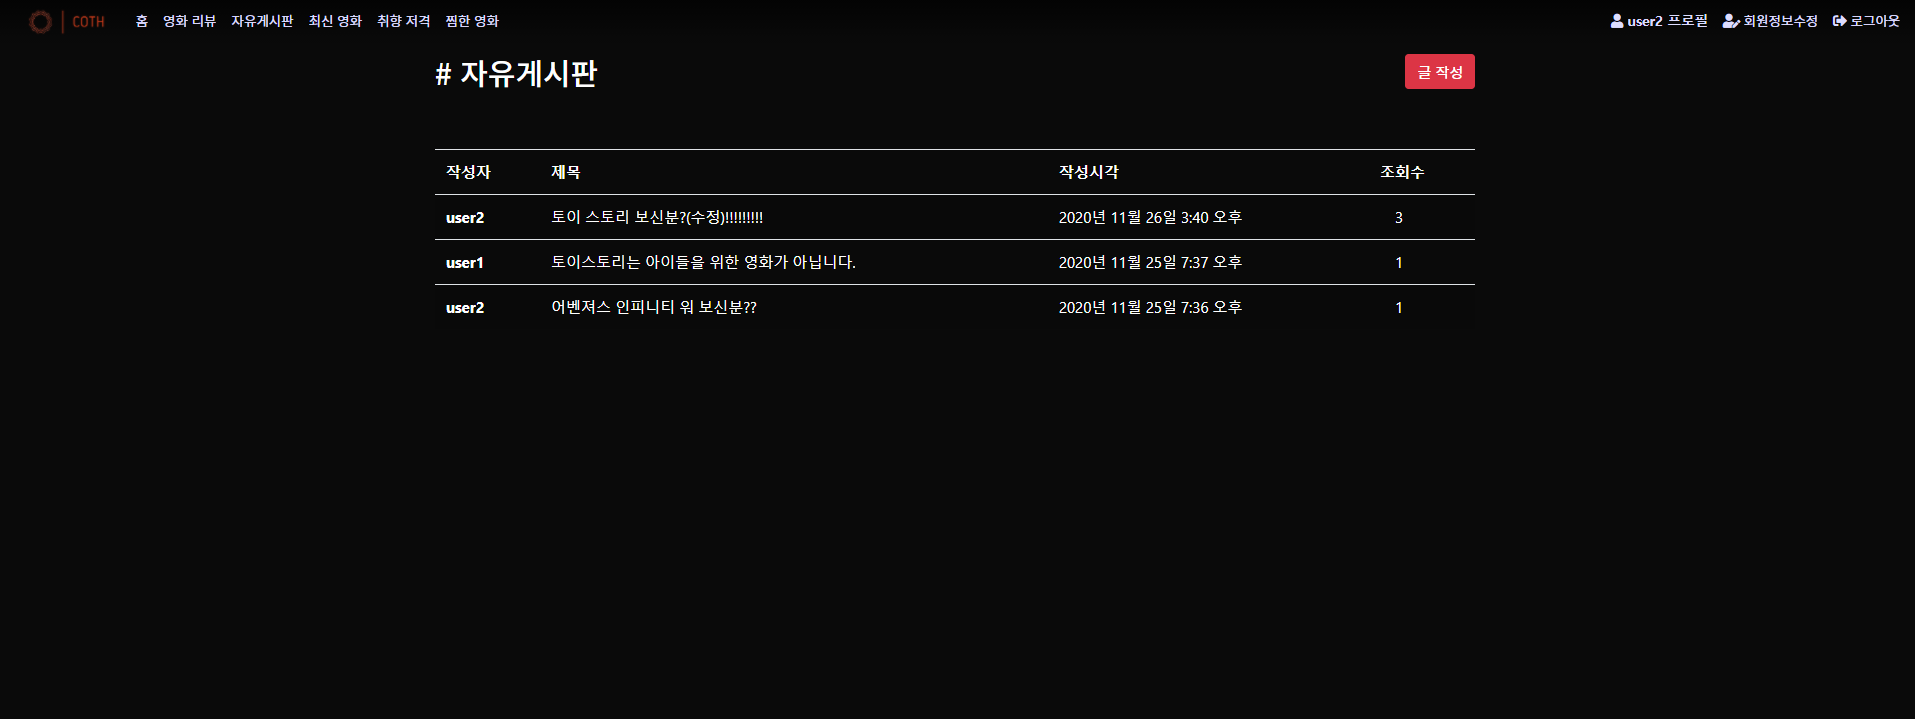 COTH 홈 영화 리뷰 자유게시판 최신 영화 취향 저격 찜한 영화 user2 프로필 회원정보수정 로그아웃
# 자유게시판 글 작성
작성자 제목 작성시각 조회수
user2 토이 스토리 보신분?(수정)!!!!!!!!! 2020년 11월 26일 3:40 오후 3
user1 토이스토리는 아이들을 위한 영화가 아닙니다. 2020년 11월 25일 7:37 오후 1
user2 어벤져스 인피니티 워 보신분?? 2020년 11월 25일 7:36 오후 1